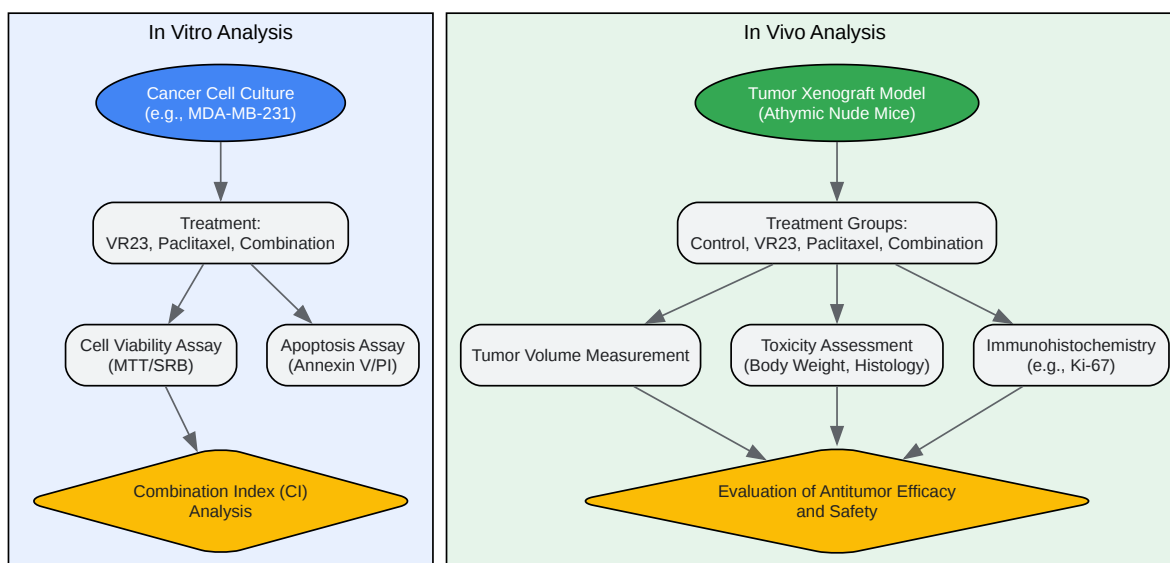 In Vitro Analysis
Cancer Cell Culture
(e.g., MDA-MB-231)
Treatment:
VR23, Paclitaxel, Combination
Cell Viability Assay
(MTT/SRB)
Apoptosis Assay
(Annexin V/PI)
Combination Index (CI)
Analysis
In Vivo Analysis
Tumor Xenograft Model
(Athymic Nude Mice)
Treatment Groups:
Control, VR23, Paclitaxel, Combination
Tumor Volume Measurement
Toxicity Assessment
(Body Weight, Histology)
Immunohistochemistry
(e.g., Ki-67)
Evaluation of Antitumor Efficacy
and Safety